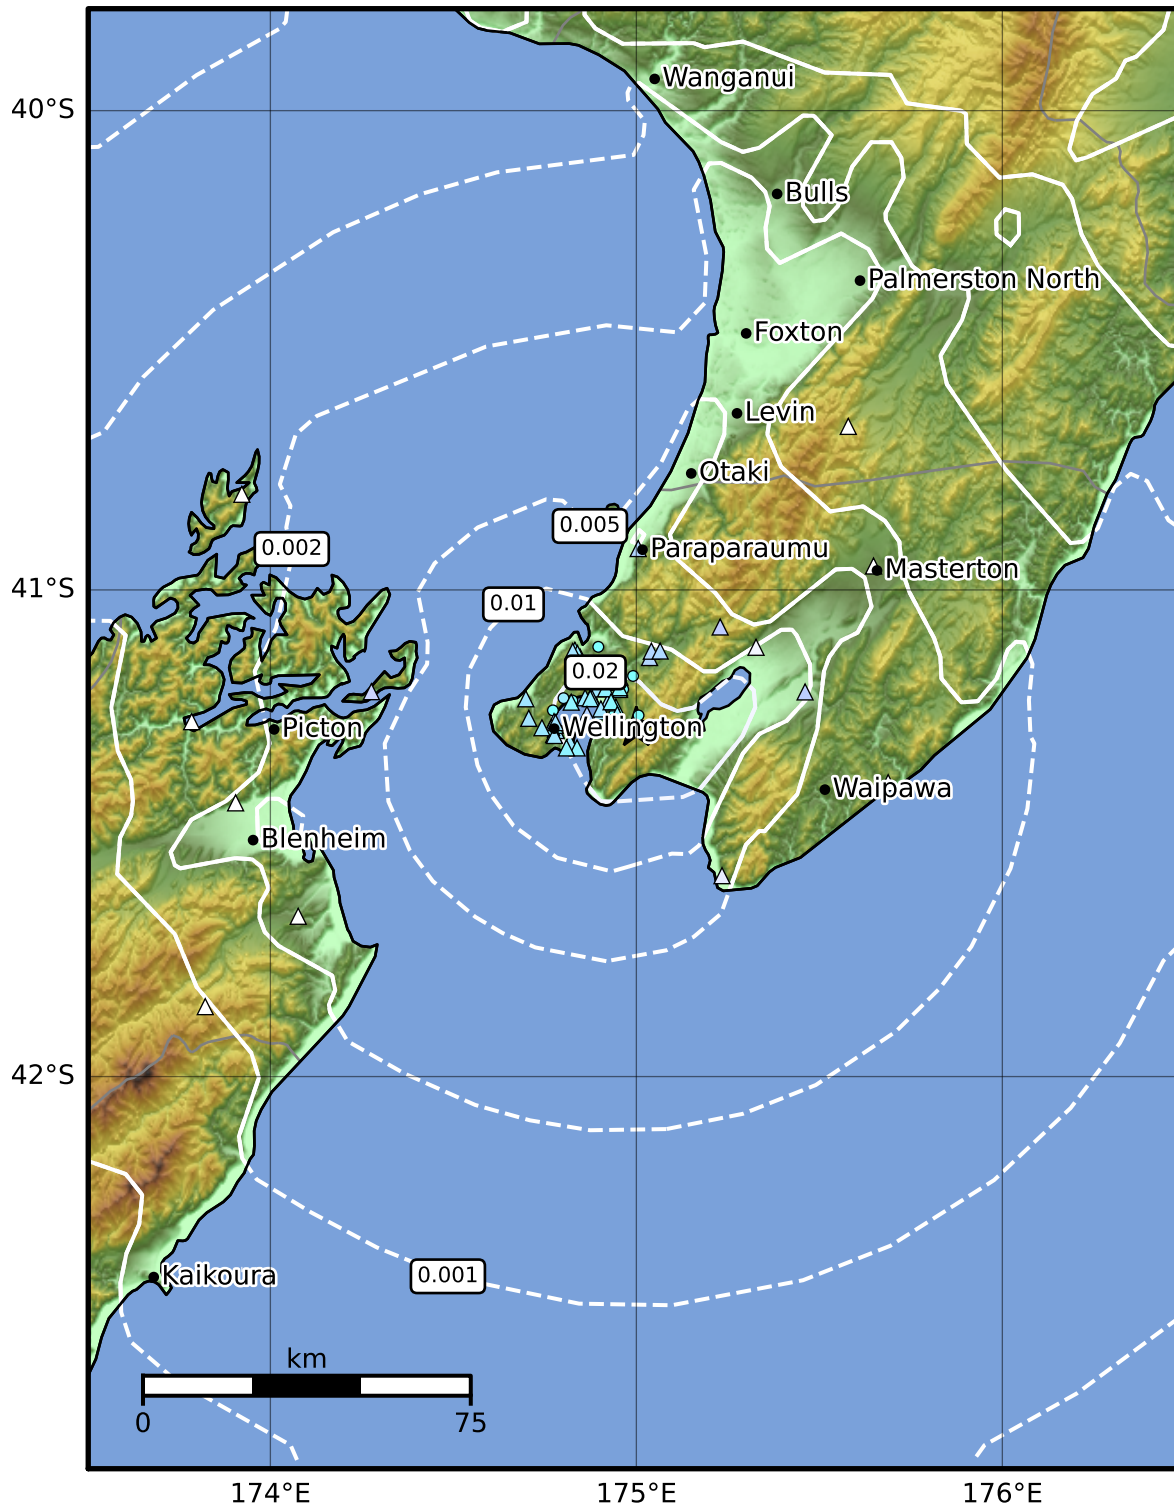 Wanganui
40°S
Bulls
Palmerston North
Foxton
Levin
Otaki
0.005
0.002
Paraparaumu
Masterton
41°S
0.01
0.02
Picton
Wellington
Waipawa
Blenheim
42°S
Kaikoura
0.001
km
0
75
174°E
175°E
176°E